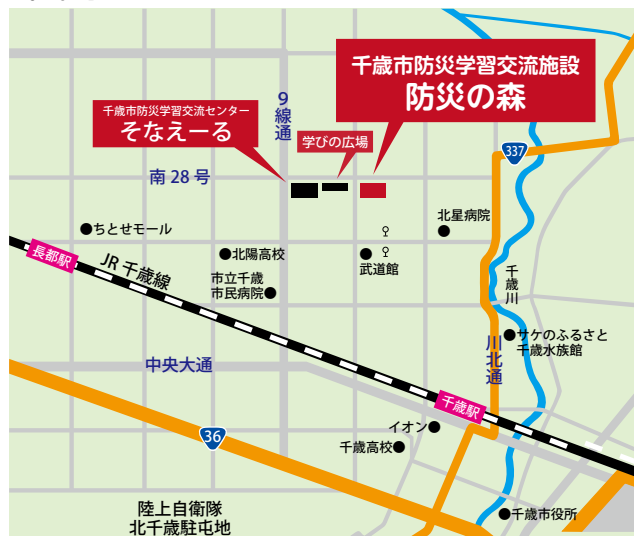 千歳市防災学習交流施設
防災の森
9線通
千歳市防災学習交流センター
そなえーる
学びの広場
337
南28号
北星病院
ちとせモール
北陽高校
武道館
長都駅
JR千歳線
市立千歳
市民病院
千歳川
サケのふるさと
千歳水族館
川北通
中央大通
千歳駅
イオン
36
千歳高校
陸上自衛隊
北千歳駐屯地
千歳市役所